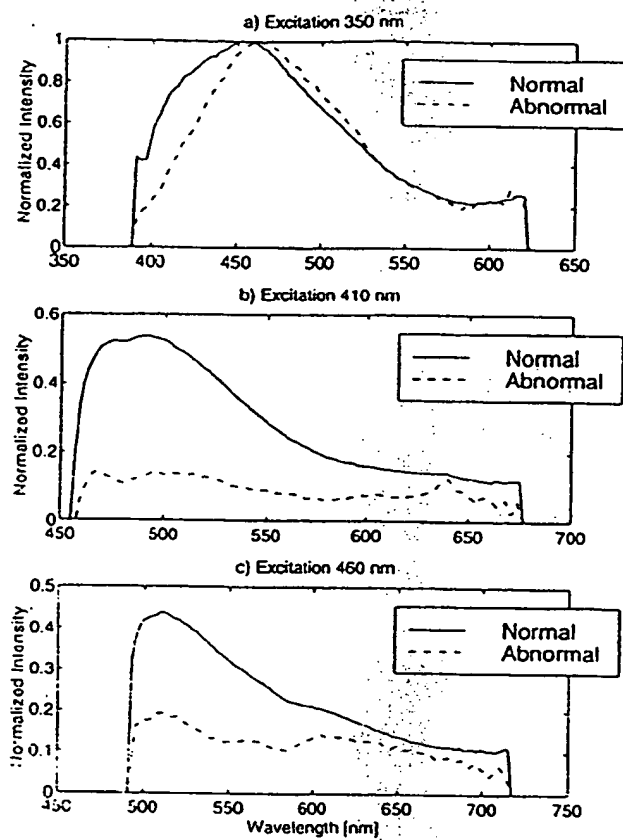 a) Excitation 350 nm
Normalized Intensity
1
0.8
0.6
0.4
0.2
0
350 400 450 500 550 600 650
Normal
Abnormal
b) Excitation 410 nm
Normalized Intensity
0.6
0.4
0.2
0
450 500 550 600 650 700
Normal
Abnormal
c) Excitation 460 nm
Normalized Intensity
0.5
0.4
0.3
0.2
0.1
0
450 500 550 600 650 700 750
Normal
Abnormal
Wavelength [nm]